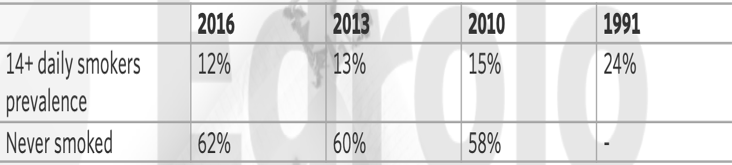 2016 2013 2010 1991
14+ daily smokers 12% 13% 15% 24%
prevalence
Never smoked 62% 60% 58% -